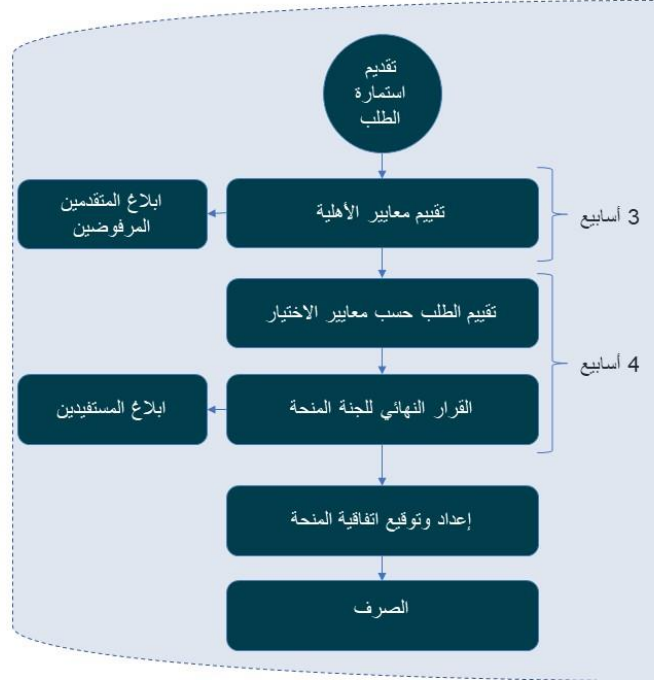 تقديم
استمارة
الطلب
3 أسابيع
تقييم معايير الأهلية
ابلاغ المتقدمين
المرفوضين
4 أسابيع
تقييم الطلب حسب معايير الاختيار
القرار النهائي للجنة المنحة
ابلاغ المستفيدين
إعداد وتوقيع اتفاقية المنحة
الصرف